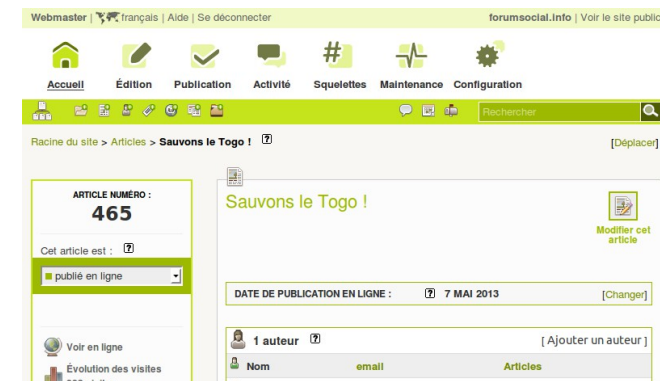 Webmaster | français | Aide | Se déconnecter
forumsocial.info | Voir le site public
Accueil Édition Publication Activité Squelettes Maintenance Configuration
Rechercher
Racine du site > Articles > Sauvons le Togo ! ?
[Déplacer]
ARTICLE NUMÉRO :
465
Cet article est : ?
publié en ligne
Voir en ligne
Évolution des visites
Sauvons le Togo !
Modifier cet
article
DATE DE PUBLICATION EN LIGNE : ? 7 MAI 2013 [Changer]
1 auteur ? [ Ajouter un auteur ]
Nom email Articles